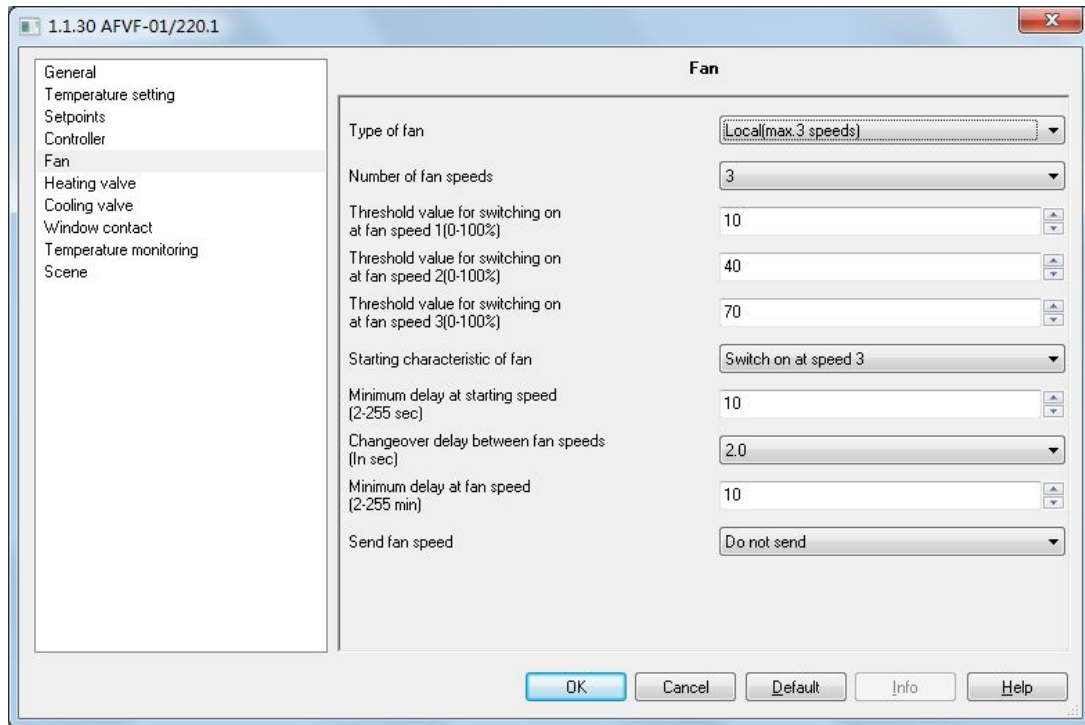 1.1.30 AFVF-01/220.1
x
General
Temperature setting
Setpoints
Controller
Fan
Heating valve
Cooling valve
Window contact
Temperature monitoring
Scene
Fan
Type of fan
Local(max.3 speeds)
Number of fan speeds
3
Threshold value for switching on
at fan speed 1(0-100%)
10
Threshold value for switching on
at fan speed 2(0-100%)
40
Threshold value for switching on
at fan speed 3(0-100%)
70
Starting characteristic of fan
Switch on at speed 3
Minimum delay at starting speed
(2-255 sec)
10
Changeover delay between fan speeds
(In sec)
2.0
Minimum delay at fan speed
(2-255 min)
10
Send fan speed
Do not send
OK
Cancel
Default
Info
Help